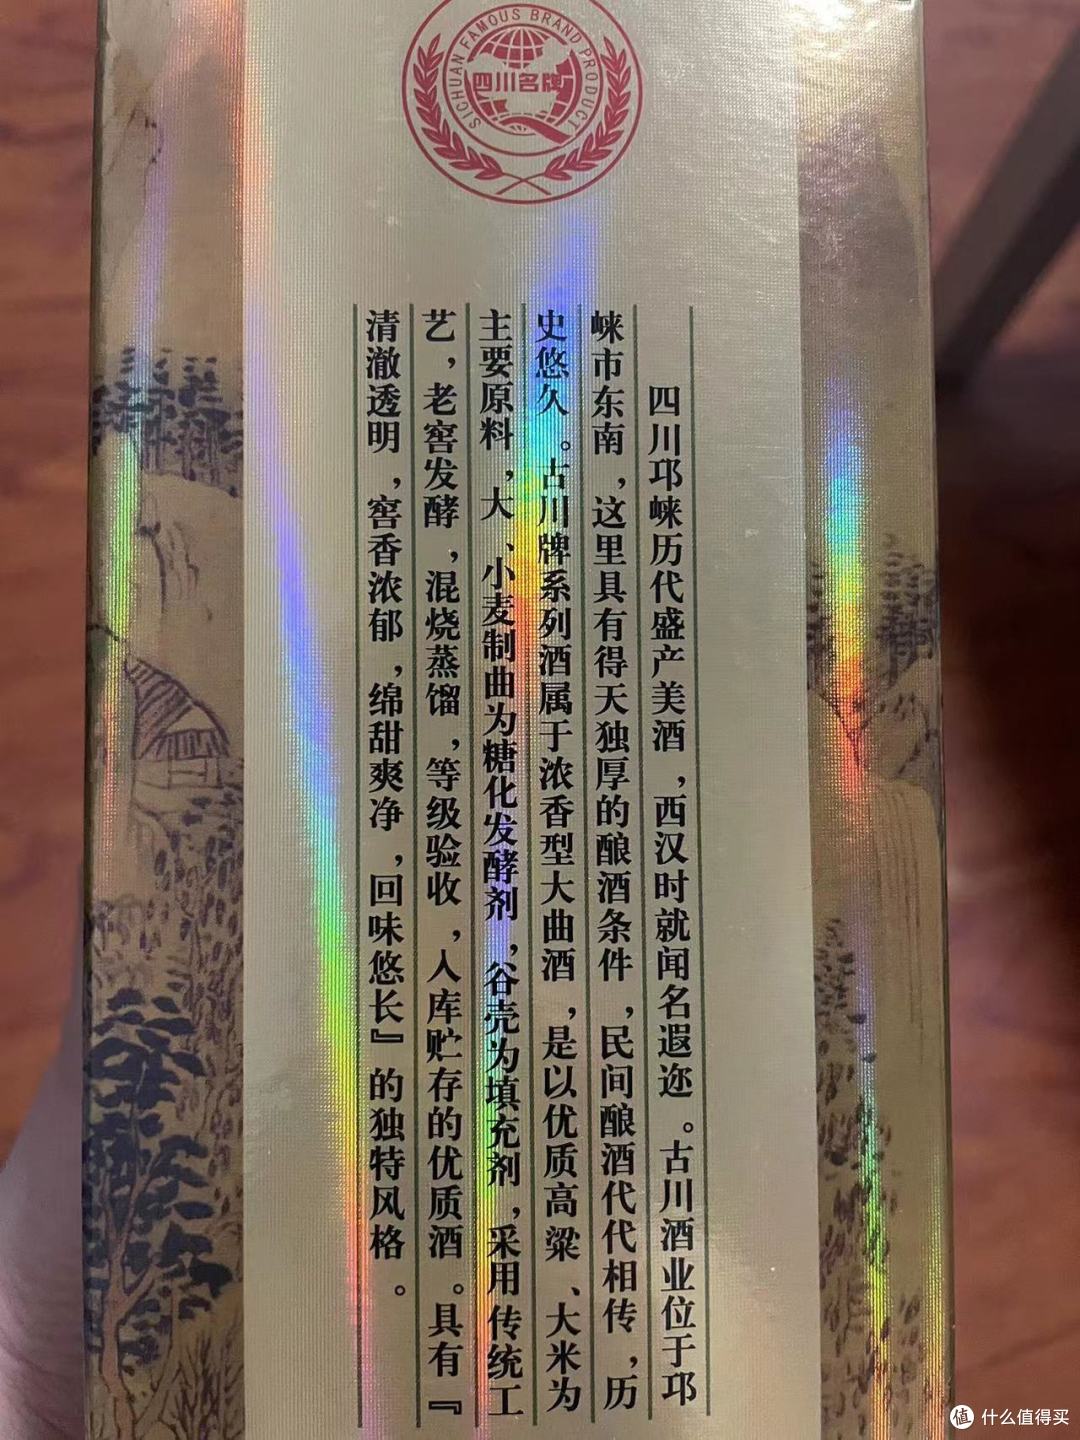 SICHUAN FAMOUS BRAND PRODUCT
四川名牌
四川邛崃历代盛产美酒，西汉时就闻名遐迩。古川酒业位于邛
崃市东南，这里具有得天独厚的酿酒条件，民间酿酒代代相传，历
史悠久。古川牌系列酒属于浓香型大曲酒，是以优质高粱、大米为
主要原料，大、小麦制曲为糖化发酵剂，谷壳为填充剂，采用传统工
艺，老窖发酵，混烧蒸馏，等级验收，入库贮存的优质酒。具有『
清澈透明，窖香浓郁，绵甜爽净，回味悠长』的独特风格。
值 什么值得买